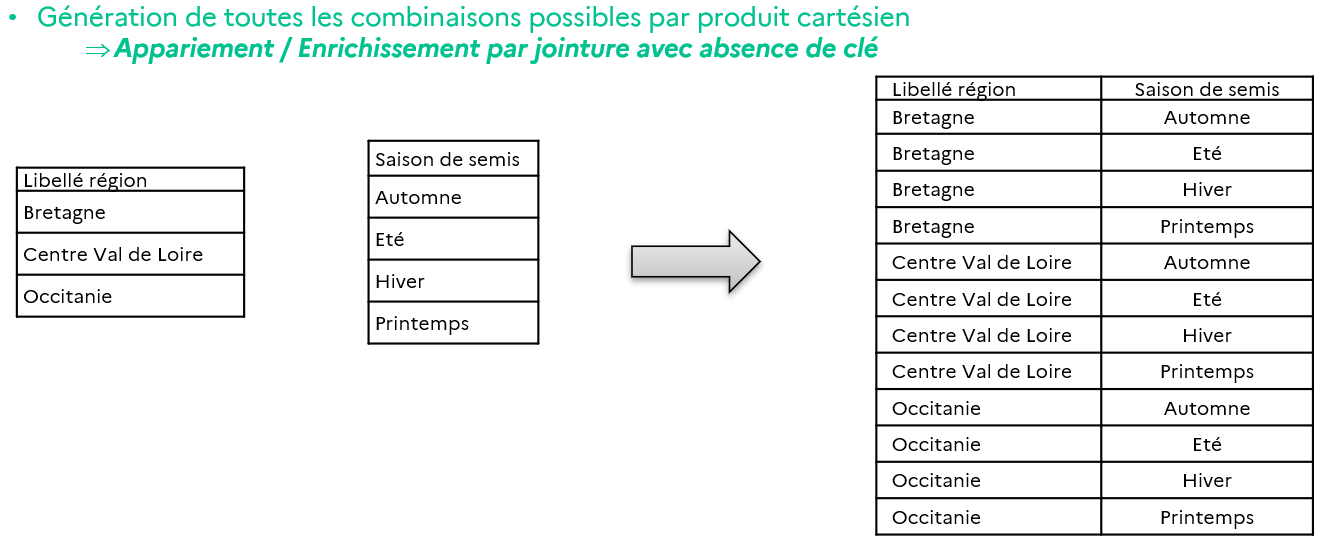 • Génération de toutes les combinaisons possibles par produit cartésien
⇒ Appariement / Enrichissement par jointure avec absence de clé
Libellé région
Bretagne
Centre Val de Loire
Occitanie
Saison de semis
Automne
Eté
Hiver
Printemps
Libellé région Saison de semis
Bretagne Automne
Bretagne Eté
Bretagne Hiver
Bretagne Printemps
Centre Val de Loire Automne
Centre Val de Loire Eté
Centre Val de Loire Hiver
Centre Val de Loire Printemps
Occitanie Automne
Occitanie Eté
Occitanie Hiver
Occitanie Printemps